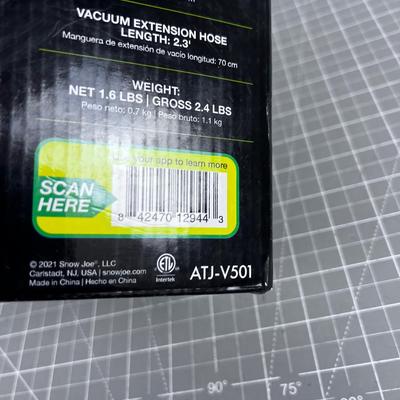 VACUUM EXTENSION HOSE
LENGTH: 2.3'
Manguera de extensión de vacío longitud: 70 cm
WEIGHT:
NET 1.6 LBS | GROSS 2.4 LBS
Peso neto: 0.7 kg | Peso bruto: 1.1 kg
your app to learn more
SCAN
HERE
8 42470 12944 3
© 2021 Snow Joe®, LLC
Carlstadt, NJ, USA | snowjoe.com
Made in China | Hecho en China
ETL
Intertek
ATJ-V501
90°
75°